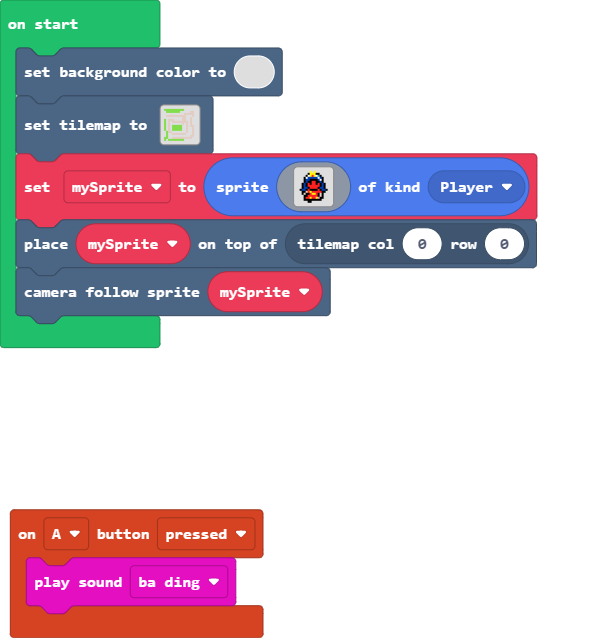 on start
set background color to
set tilemap to
set mySprite to sprite of kind Player
place mySprite on top of tilemap col 0 row 0
camera follow sprite mySprite
on A button pressed
play sound ba ding